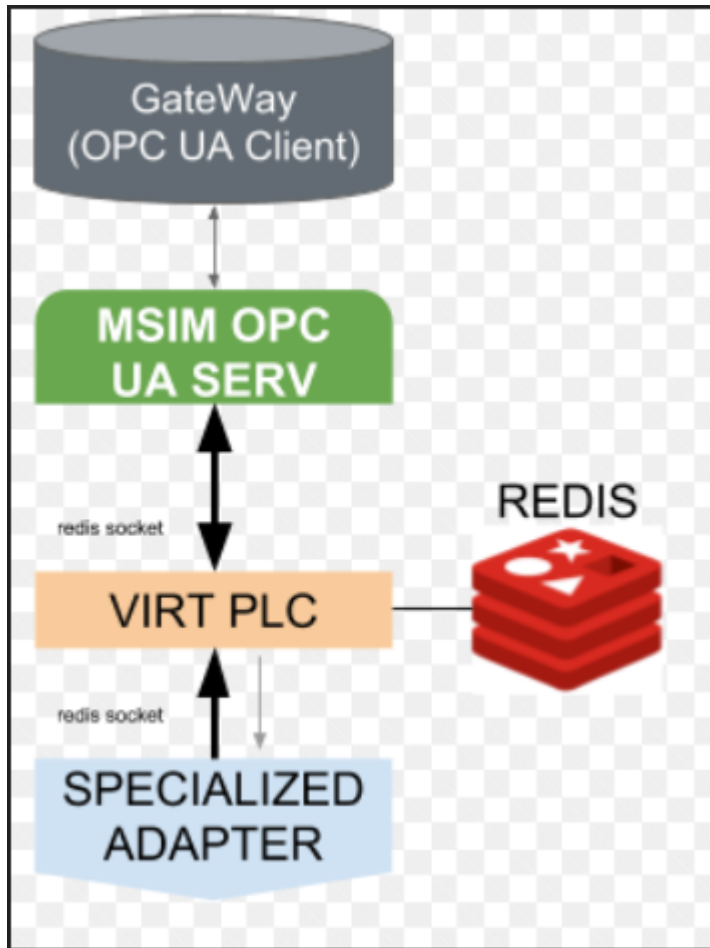 GateWay
(OPC UA Client)
MSIM OPC
UA SERV
redis socket
REDIS
VIRT PLC
redis socket
SPECIALIZED
ADAPTER